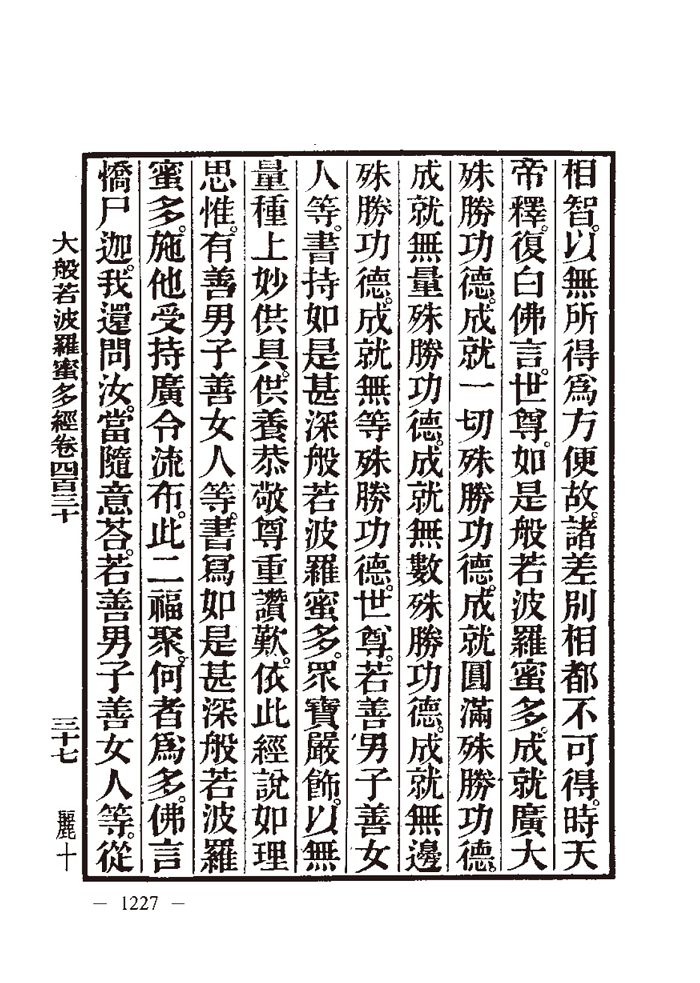 相智。以無所得爲方便故。諸差別相都不可得。時天
帝釋。復白佛言。世尊。如是般若波羅蜜多。成就廣大
殊勝功德。成就一切殊勝功德。成就圓滿殊勝功德。
成就無量殊勝功德。成就無數殊勝功德。成就無邊
殊勝功德。成就無等殊勝功德。世尊。若善男子善女
人等。書持如是甚深般若波羅蜜多。眾寶嚴飾。以無
量種上妙供具。供養恭敬尊重讚歎。依此經說如理
思惟。有善男子善女人等。書寫如是甚深般若波羅
蜜多。施他受持廣令流布。此二福聚。何者爲多。佛言
憍尸迦。我還問汝。當隨意荅。若善男子善女人等。從
大般若波羅蜜多經卷四百三十
三十七
麗十
— 1227 —